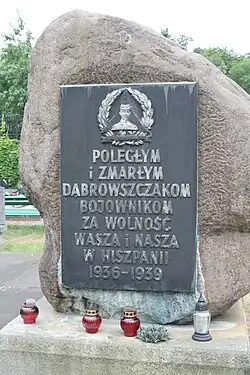 POLEGŁYM
i ZMARŁYM
DĄBROWSZCZAKOM
BOJOWNIKOM
ZA WOLNOŚĆ
WASZĄ i NASZĄ
W HISZPANII
1936-1939